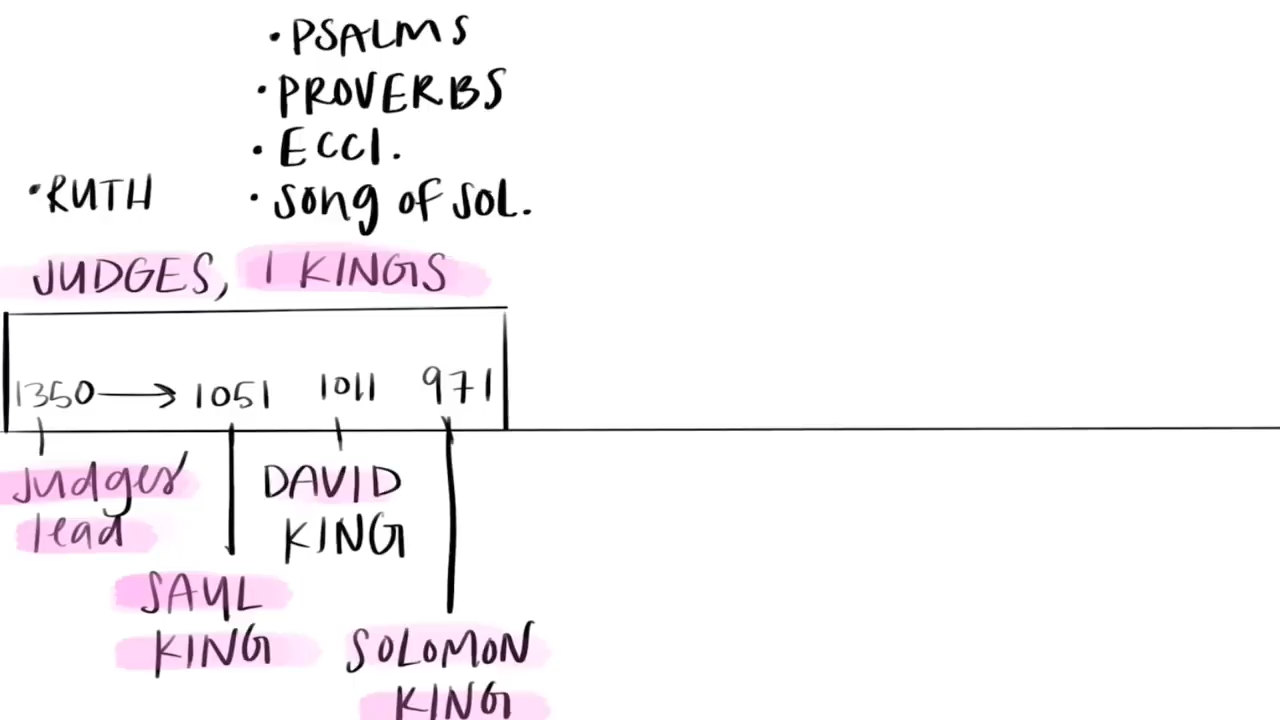 • PSALMS
• PROVERBS
• ECCl.
• RUTH
• Song of Sol.
JUDGES, 1 KINGS
1350 → 1051 1011 971
Judges
lead
DAVID
KING
SAUL
KING
SOLOMON
KING